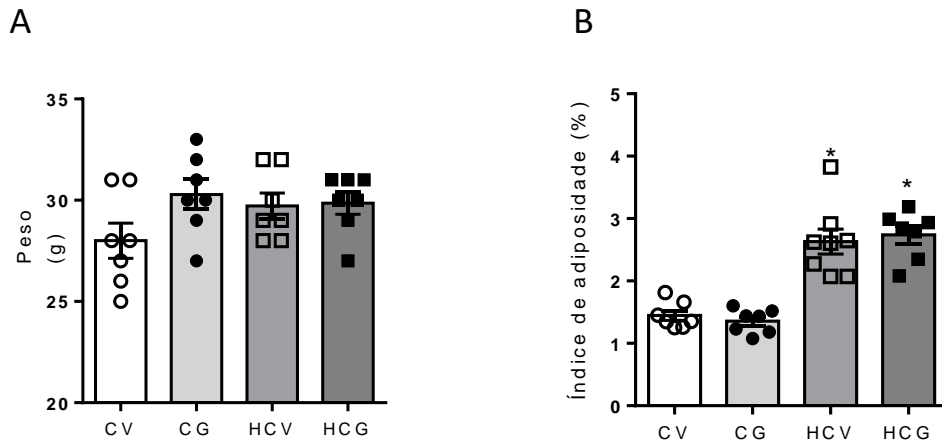 A
B
Peso
(g)
35
30
25
20
CV CG HCV HCG
Índice de adiposidade (%)
5
4
3
2
1
0
*
*
CV CG HCV HCG